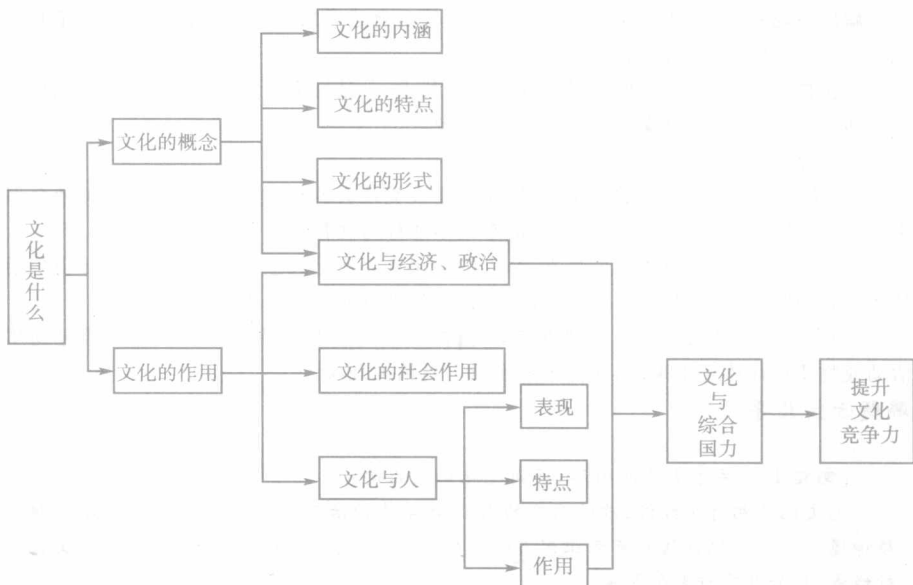 文化是什么
文化的概念
文化的作用
文化的内涵
文化的特点
文化的形式
文化与经济、政治
文化的社会作用
文化与人
表现
特点
作用
文化
与
综合
国力
提升
文化
竞争力